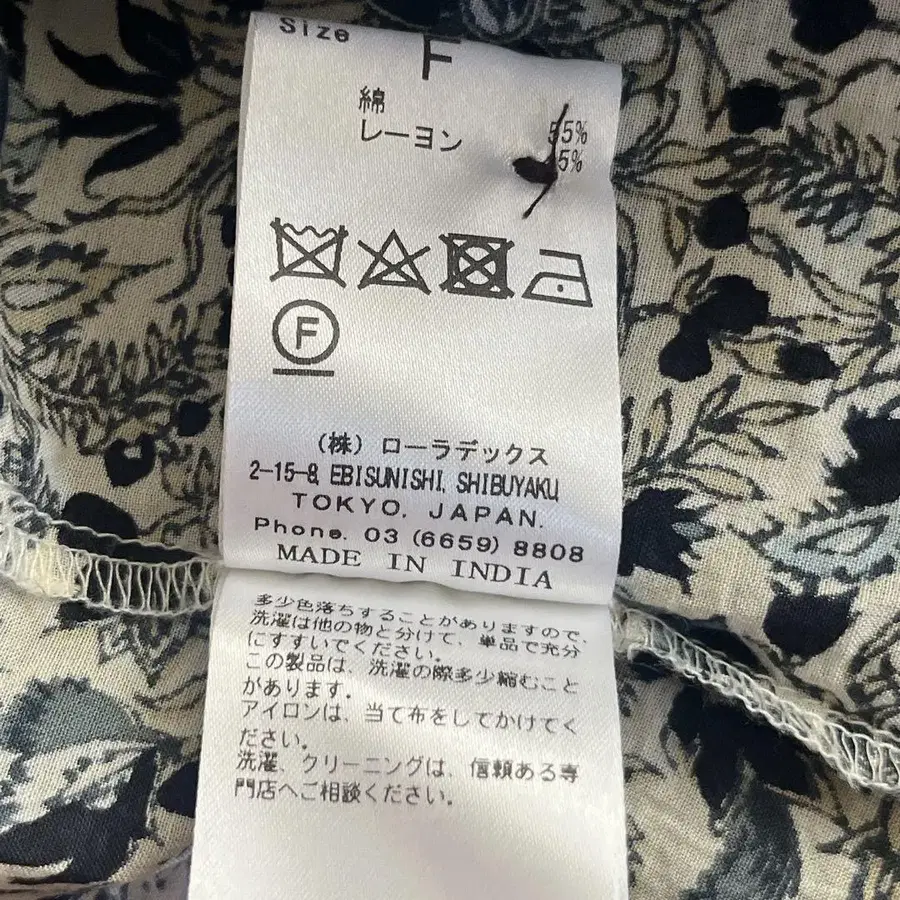 Size
F
綿 55%
レーヨン
F
(株) ローラデックス
2-15-8, EBISUNISHI, SHIBUYAKU
TOKYO, JAPAN.
Phone. 03 (6659) 8808
MADE IN INDIA
多少色落ちすることがありますので、
洗濯は他の物と分けて、単品で充分
にすすいでください。
この製品は、洗濯の際多少縮むこと
があります。
アイロンは、当て布をしてかけてく
ださい。
洗濯、クリーニングは、信頼ある専
門店へご相談ください。